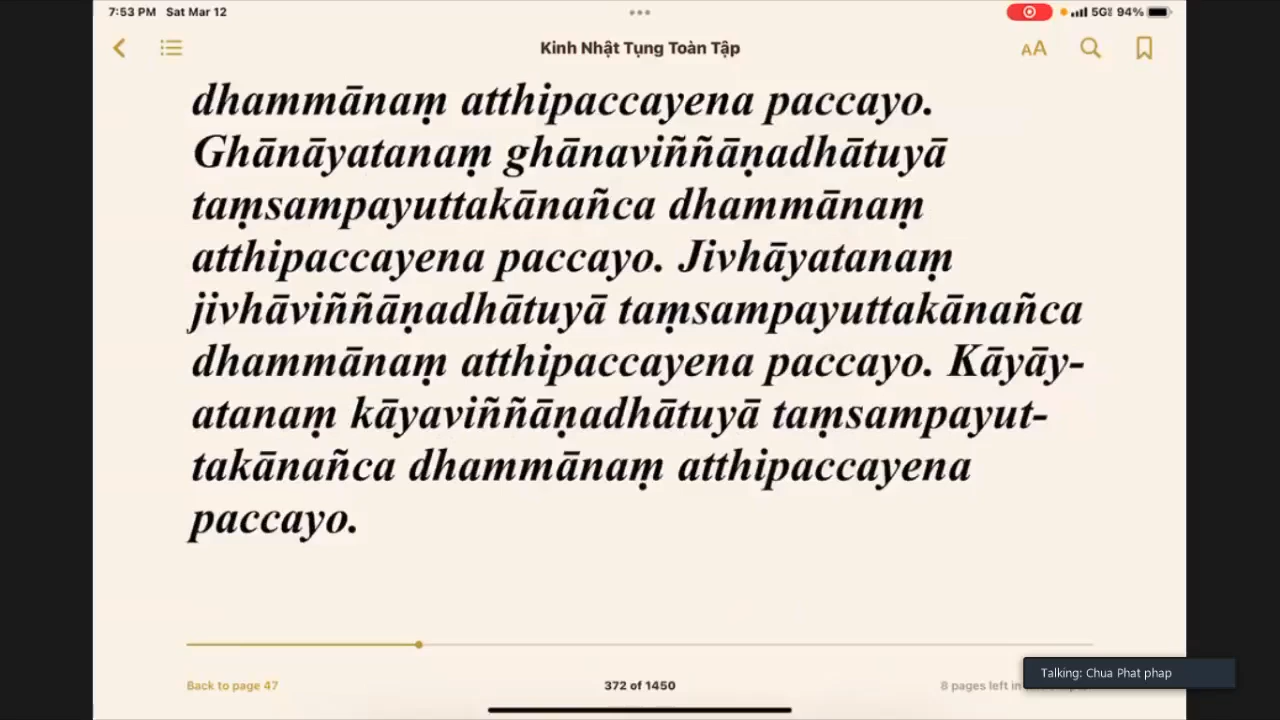 7:53 PM Sat Mar 12
5G 94%
Kinh Nhật Tụng Toàn Tập
AA
dhammānaṃ atthipaccayena paccayo.
Ghānāyatanaṃ ghānaviññāṇadhātuyā
taṃsampayuttakānañca dhammānaṃ
atthipaccayena paccayo. Jivhāyatanaṃ
jivhāviññāṇadhātuyā taṃsampayuttakānañca
dhammānaṃ atthipaccayena paccayo. Kāyāy-
atanaṃ kāyaviññāṇadhātuyā taṃsampayut-
takānañca dhammānaṃ atthipaccayena
paccayo.
Back to page 47
372 of 1450
8 pages left in
Talking: Chua Phat phap